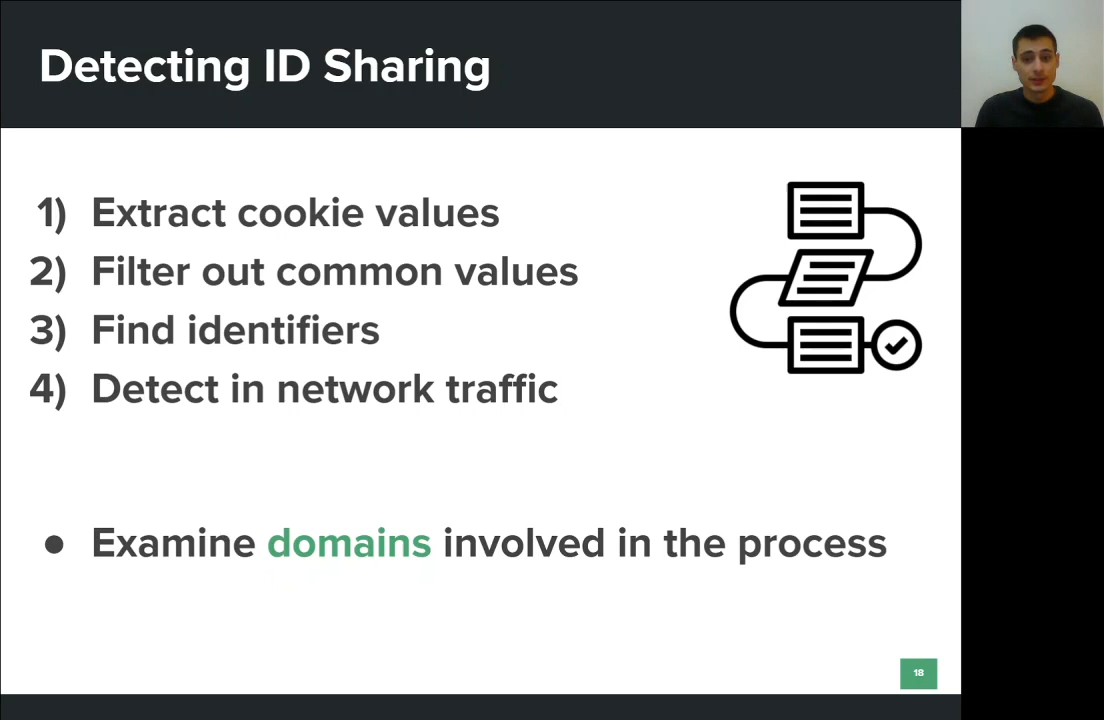 Detecting ID Sharing
1) Extract cookie values
2) Filter out common values
3) Find identifiers
4) Detect in network traffic
● Examine domains involved in the process
18